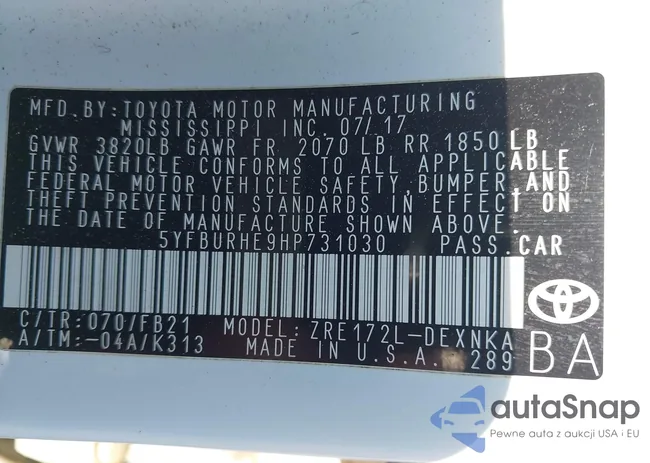 MFD. BY: TOYOTA MOTOR MANUFACTURING
MISSISSIPPI INC. 07/17
GVWR 3820LB GAWR FR 2070 LB RR 1850 LB
THIS VEHICLE CONFORMS TO ALL APPLICABLE
FEDERAL MOTOR VEHICLE SAFETY, BUMPER, AND
THEFT PREVENTION STANDARDS IN EFFECT ON
THE DATE OF MANUFACTURE SHOWN ABOVE.
5YFBURHE9HP731030 PASS. CAR
C/TR: 070/FB21 MODEL: ZRE172L-DEXNKA
A/TM: -04A/K313 MADE IN U.S.A. 289
BA
autaSnap
Pewne auta z aukcji USA i EU